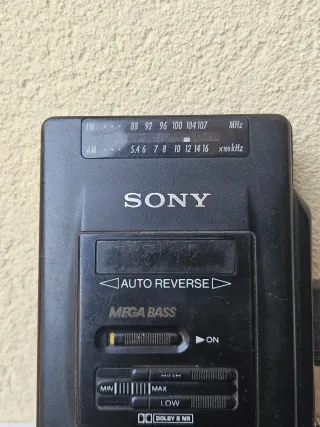 FM • • • 88 92 96 100 104 107 MHz
AM • • • 5.4 6 7 8 10 12 14 16 x100kHz
SONY
AUTO REVERSE
MEGA BASS
ON
HIGH
MIN MAX
LOW
DOLBY B NR